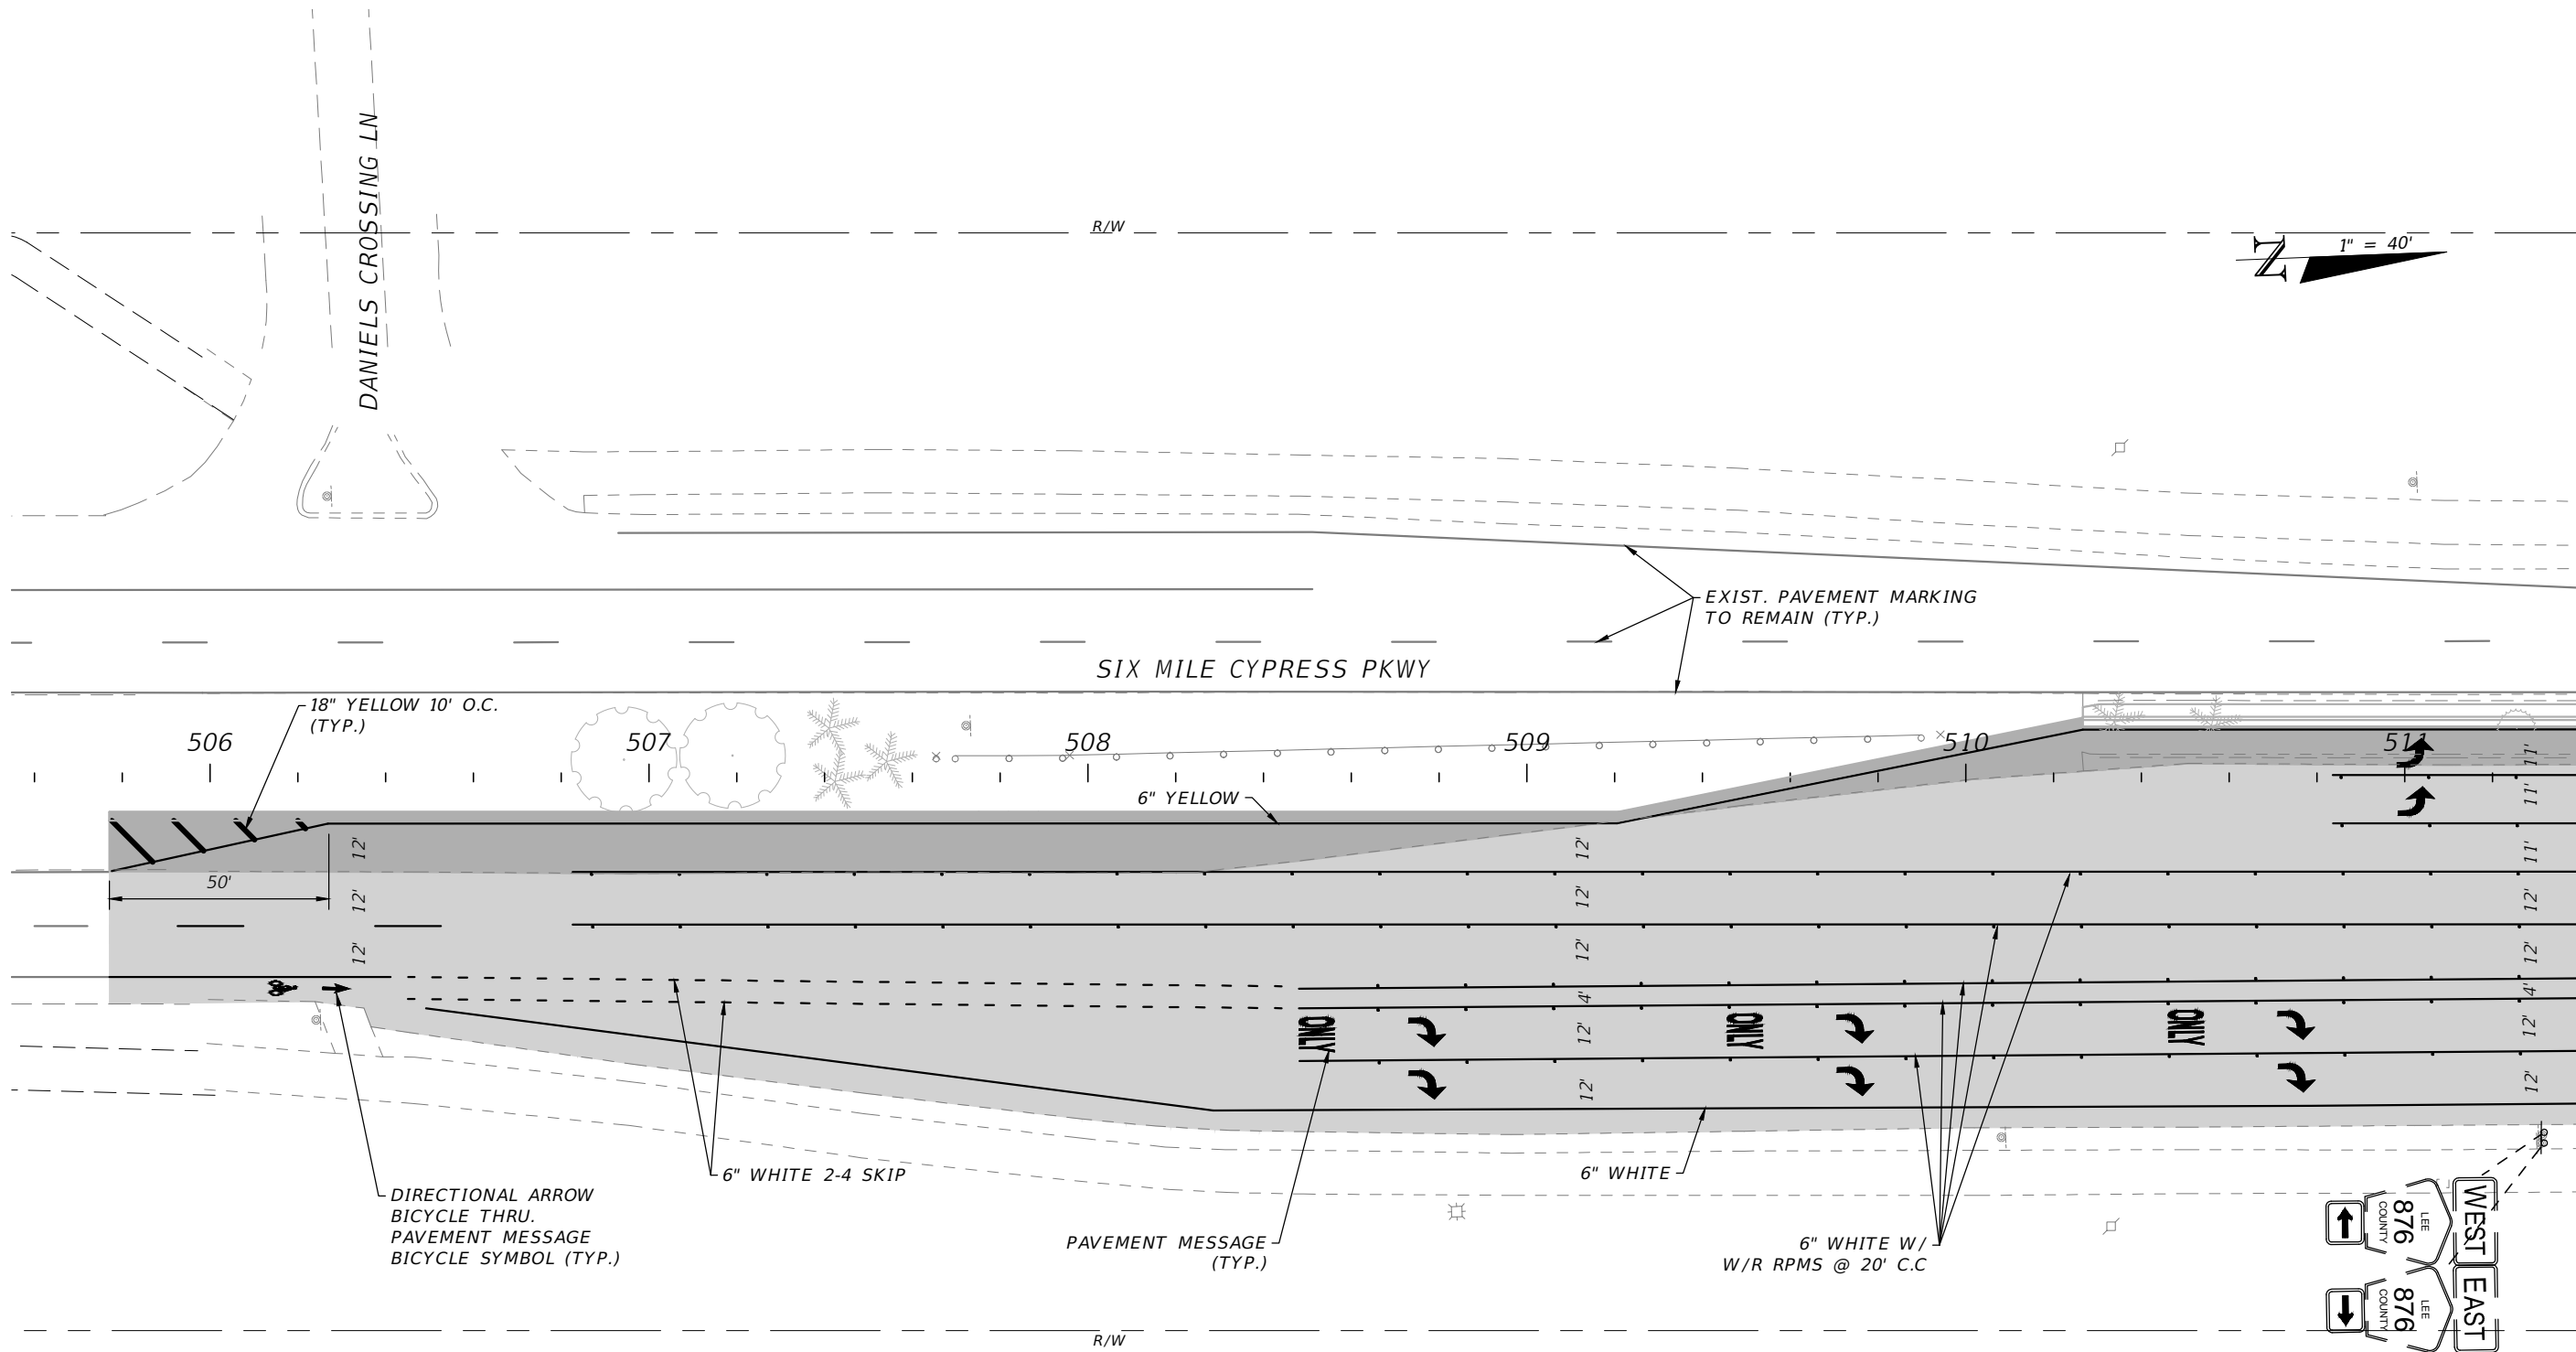 DANIELS CROSSING LN
R/W
N
1" = 40'
EXIST. PAVEMENT MARKING
TO REMAIN (TYP.)
SIX MILE CYPRESS PKWY
18" YELLOW 10' O.C.
(TYP.)
506
507
508
509
510
511
6" YELLOW
50'
12'
12'
12'
12'
12'
12'
4'
12'
12'
11'
11'
11'
12'
12'
4'
12'
12'
ONLY
ONLY
ONLY
6" WHITE 2-4 SKIP
6" WHITE
DIRECTIONAL ARROW
BICYCLE THRU.
PAVEMENT MESSAGE
BICYCLE SYMBOL (TYP.)
PAVEMENT MESSAGE
(TYP.)
6" WHITE W/
W/R RPMS @ 20' C.C
WEST
LEE
876
COUNTY
EAST
LEE
876
COUNTY
R/W